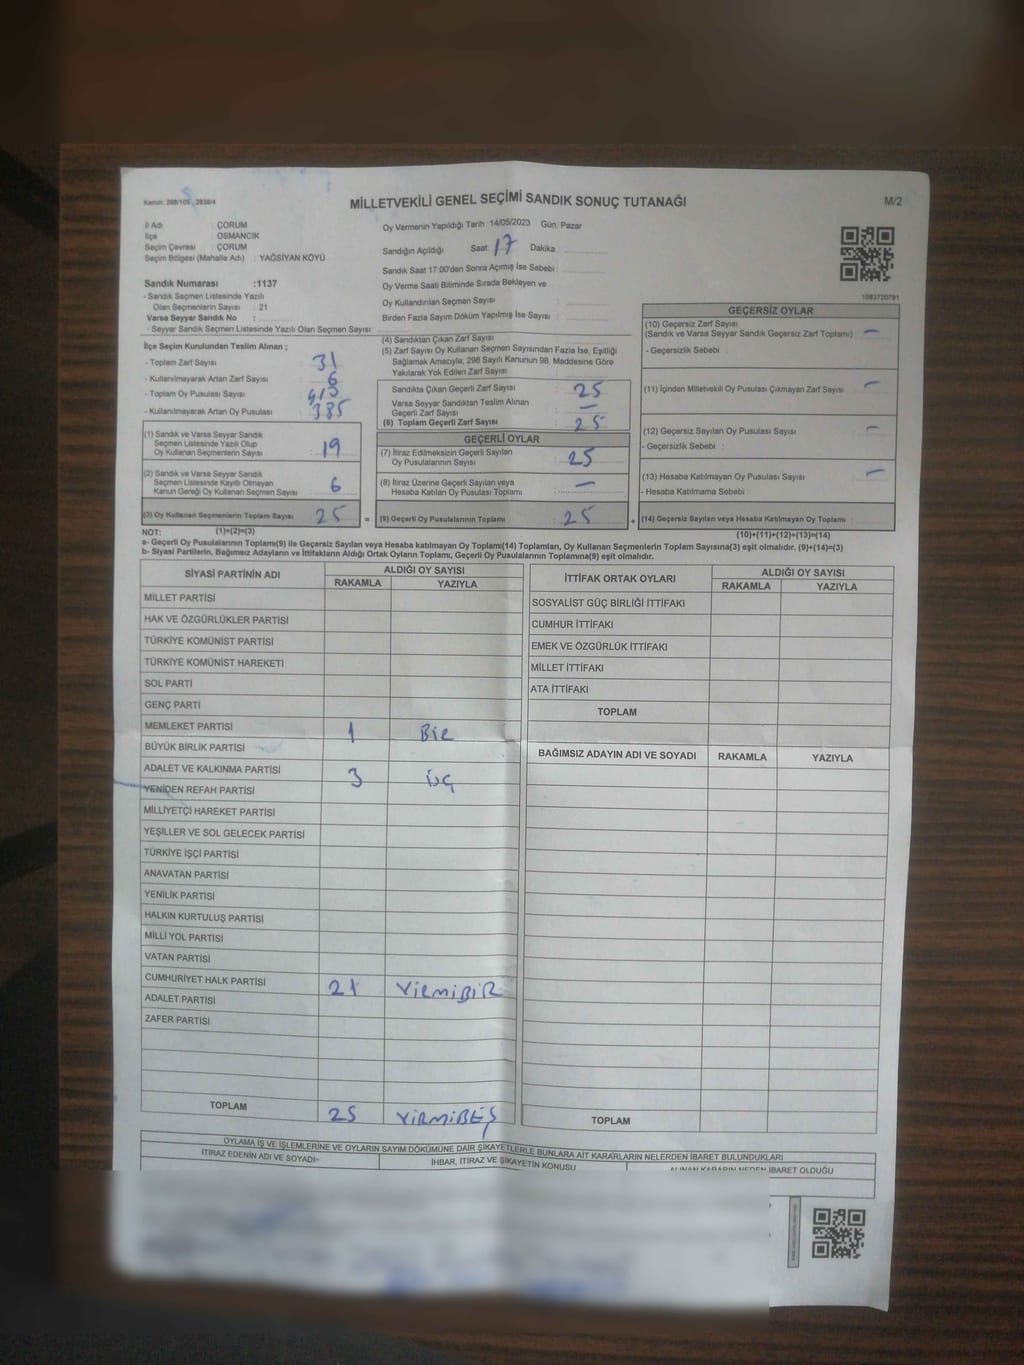 Kanun: 298/105 , 2839/4
MİLLETVEKİLİ GENEL SEÇİMİ SANDIK SONUÇ TUTANAĞI
M/2
İl Adı : ÇORUM
İlçe : OSMANCIK
Seçim Çevresi : ÇORUM
Seçim Bölgesi (Mahalle Adı) : YAĞSİYAN KÖYÜ
Sandık Numarası :1137
- Sandık Seçmen Listesinde Yazılı
Olan Seçmenlerin Sayısı : 21
Varsa Seyyar Sandık No :
- Seyyar Sandık Seçmen Listesinde Yazılı Olan Seçmen Sayısı:
Oy Vermenin Yapıldığı Tarih :14/05/2023 Gün: Pazar
Sandığın Açıldığı Saat: 17 Dakika
Sandık Saat 17:00'den Sonra Açımış İse Sebebi :
Oy Verme Saati Bitiminde Sırada Bekleyen ve
Oy Kullandırılan Seçmen Sayısı
Birden Fazla Sayım Döküm Yapılmış İse Sayısı :
1083720791
İlçe Seçim Kurulundan Teslim Alınan ;
- Toplam Zarf Sayısı : 31
- Kullanılmayarak Artan Zarf Sayısı : 6
- Toplam Oy Pusulası Sayısı :
- Kullanılmayarak Artan Oy Pusulası : 385
(1) Sandık ve Varsa Seyyar Sandık
Seçmen Listesinde Yazılı Olup
Oy Kullanan Seçmenlerin Sayısı : 19
(2) Sandık ve Varsa Seyyar Sandık
Seçmen Listesinde Kayıtlı Olmayan
Kanun Gereği Oy Kullanan Seçmen Sayısı : 6
(3) Oy Kullanan Seçmenlerin Toplam Sayısı : 25
(1)+(2)=(3)
(4) Sandıktan Çıkan Zarf Sayısı
(5) Zarf Sayısı Oy Kullanan Seçmen Sayısından Fazla İse, Eşitliği
Sağlamak Amacıyla; 298 Sayılı Kanunun 98. Maddesine Göre
Yakılarak Yok Edilen Zarf Sayısı
Sandıkta Çıkan Geçerli Zarf Sayısı : 25
Varsa Seyyar Sandıktan Teslim Alınan
Geçerli Zarf Sayısı : —
(6) Toplam Geçerli Zarf Sayısı : 25
GEÇERLİ OYLAR
(7) İtiraz Edilmeksizin Geçerli Sayılan
Oy Pusulalarının Sayısı : 25
(8) İtiraz Üzerine Geçerli Sayılan veya
Hesaba Katılan Oy Pusulası Toplamı : —
= (9) Geçerli Oy Pusulalarının Toplamı : 25
GEÇERSİZ OYLAR
(10) Geçersiz Zarf Sayısı
(Sandık ve Varsa Seyyar Sandık Geçersiz Zarf Toplamı) : —
- Geçersizlik Sebebi :
(11) İçinden Milletvekili Oy Pusulası Çıkmayan Zarf Sayısı : —
(12) Geçersiz Sayılan Oy Pusulası Sayısı : —
- Geçersizlik Sebebi :
(13) Hesaba Katılmayan Oy Pusulası Sayısı : —
- Hesaba Katılmama Sebebi :
+ (14) Geçersiz Sayılan veya Hesaba Katılmayan Oy Toplamı :
(10)+(11)+(12)+(13)=(14)
NOT:
a- Geçerli Oy Pusulalarının Toplamı(9) ile Geçersiz Sayılan veya Hesaba katılmayan Oy Toplamı(14) Toplamları, Oy Kullanan Seçmenlerin Toplam Sayısına(3) eşit olmalıdır. (9)+(14)=(3)
b- Siyasi Partilerin, Bağımsız Adayların ve İttifakların Aldığı Ortak Oyların Toplamı, Geçerli Oy Pusulalarının Toplamına(9) eşit olmalıdır.
SİYASİ PARTİNİN ADI ALDIĞI OY SAYISI
RAKAMLA YAZIYLA
MİLLET PARTİSİ
HAK VE ÖZGÜRLÜKLER PARTİSİ
TÜRKİYE KOMÜNİST PARTİSİ
TÜRKİYE KOMÜNİST HAREKETİ
SOL PARTİ
GENÇ PARTİ
MEMLEKET PARTİSİ 1 BİR
BÜYÜK BİRLİK PARTİSİ
ADALET VE KALKINMA PARTİSİ 3 üç
YENİDEN REFAH PARTİSİ
MİLLİYETÇİ HAREKET PARTİSİ
YEŞİLLER VE SOL GELECEK PARTİSİ
TÜRKİYE İŞÇİ PARTİSİ
ANAVATAN PARTİSİ
YENİLİK PARTİSİ
HALKIN KURTULUŞ PARTİSİ
MİLLİ YOL PARTİSİ
VATAN PARTİSİ
CUMHURİYET HALK PARTİSİ 21 YİRMİBİR
ADALET PARTİSİ
ZAFER PARTİSİ
TOPLAM 25 YİRMİBEŞ
İTTİFAK ORTAK OYLARI ALDIĞI OY SAYISI
RAKAMLA YAZIYLA
SOSYALİST GÜÇ BİRLİĞİ İTTİFAKI
CUMHUR İTTİFAKI
EMEK VE ÖZGÜRLÜK İTTİFAKI
MİLLET İTTİFAKI
ATA İTTİFAKI
TOPLAM
BAĞIMSIZ ADAYIN ADI VE SOYADI RAKAMLA YAZIYLA
TOPLAM
OYLAMA İŞ VE İŞLEMLERİNE VE OYLARIN SAYIM DÖKÜMÜNE DAİR ŞİKAYETLERLE BUNLARA AİT KARARLARIN NELERDEN İBARET BULUNDUKLARI
İTİRAZ EDENİN ADI VE SOYADI İHBAR, İTİRAZ VE ŞİKAYETİN KONUSU ALINAN KARARIN NEDEN İBARET OLDUĞU